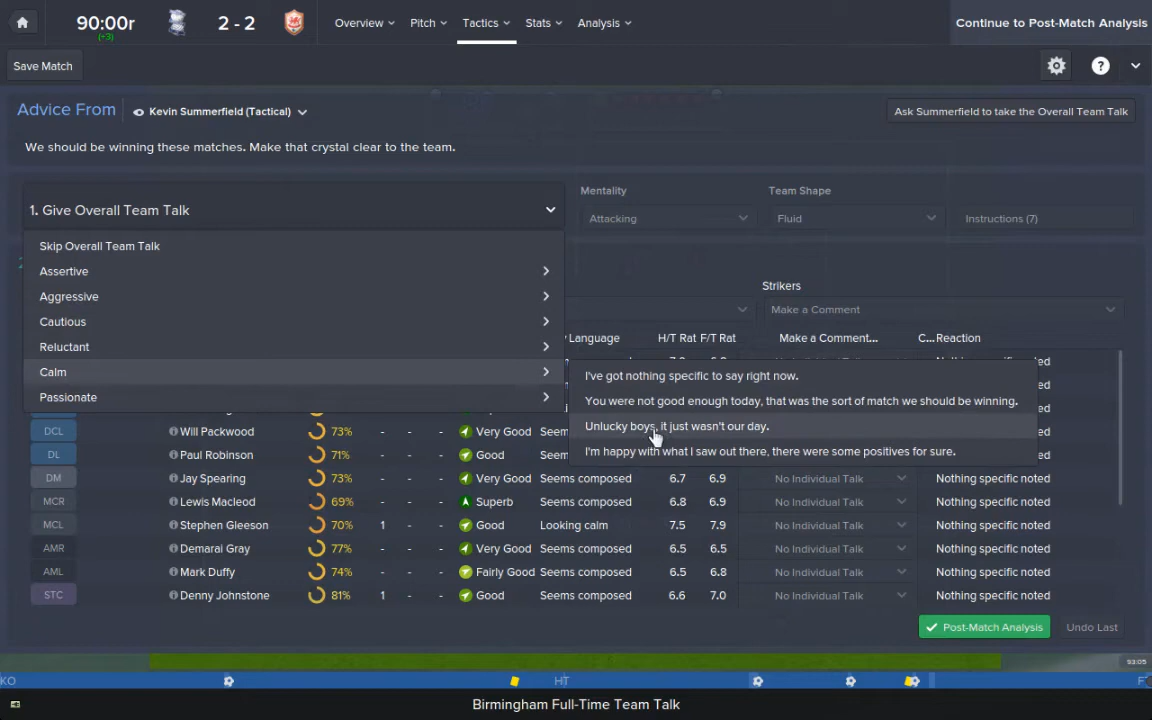 90:00r
(+3)
2 - 2
Overview
Pitch
Tactics
Stats
Analysis
Continue to Post-Match Analysis
Save Match
?
Advice From
Kevin Summerfield (Tactical)
Ask Summerfield to take the Overall Team Talk
We should be winning these matches. Make that crystal clear to the team.
1. Give Overall Team Talk
Mentality
Team Shape
Attacking
Fluid
Instructions (7)
Skip Overall Team Talk
Assertive
Aggressive
Cautious
Reluctant
Calm
Passionate
Strikers
Make a Comment
Language H/T Rat F/T Rat Make a Comment... C... Reaction
I've got nothing specific to say right now.
You were not good enough today, that was the sort of match we should be winning.
Unlucky boys, it just wasn't our day.
I'm happy with what I saw out there, there were some positives for sure.
DCL Will Packwood 73% - - - Very Good
DL Paul Robinson 71% - - - Good
DM Jay Spearing 73% - - - Very Good Seems composed 6.7 6.9 No Individual Talk Nothing specific noted
MCR Lewis Macleod 69% - - - Superb Seems composed 6.8 6.9 No Individual Talk Nothing specific noted
MCL Stephen Gleeson 70% 1 - - Good Looking calm 7.5 7.9 No Individual Talk Nothing specific noted
AMR Demarai Gray 77% - - - Very Good Seems composed 6.5 6.5 No Individual Talk Nothing specific noted
AML Mark Duffy 74% - - - Fairly Good Seems composed 6.5 6.8 No Individual Talk Nothing specific noted
STC Denny Johnstone 81% 1 - - Good Seems composed 6.6 7.0 No Individual Talk Nothing specific noted
Post-Match Analysis
Undo Last
93:05
KO
HT
Birmingham Full-Time Team Talk